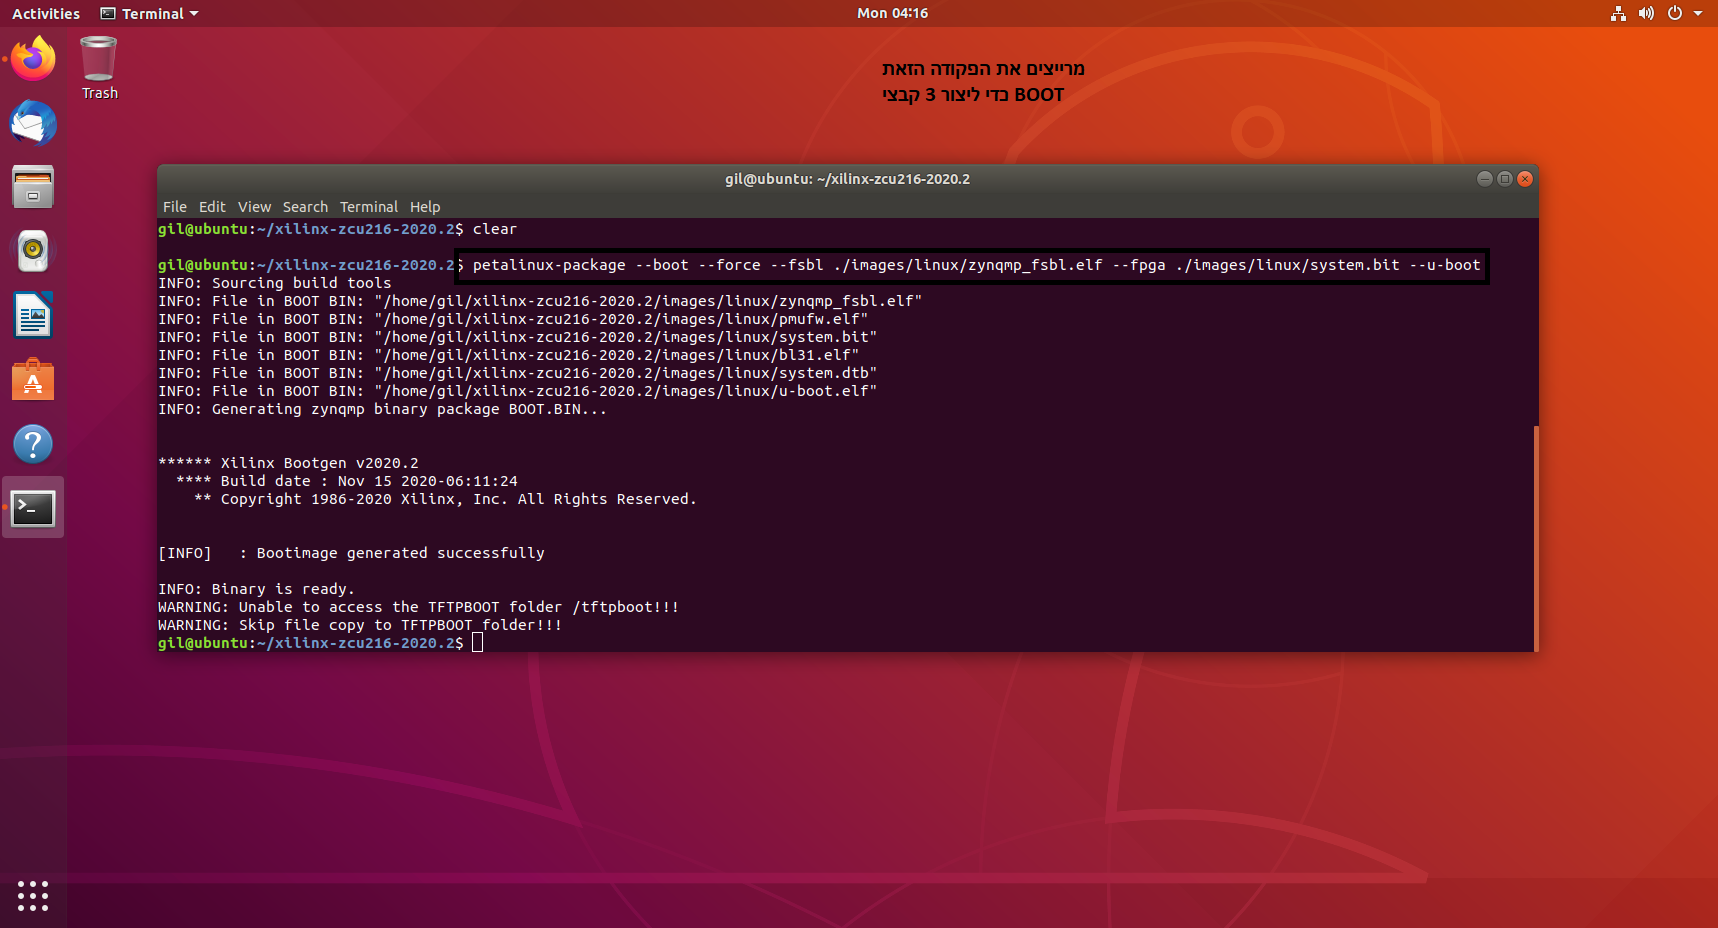 Activities Terminal Mon 04:16
Trash
מרייצים את הפקודה הזאת
כדי ליצור 3 קבצי BOOT
gil@ubuntu: ~/xilinx-zcu216-2020.2
File Edit View Search Terminal Help
gil@ubuntu:~/xilinx-zcu216-2020.2$ clear
gil@ubuntu:~/xilinx-zcu216-2020.2$ petalinux-package --boot --force --fsbl ./images/linux/zynqmp_fsbl.elf --fpga ./images/linux/system.bit --u-boot
INFO: Sourcing build tools
INFO: File in BOOT BIN: "/home/gil/xilinx-zcu216-2020.2/images/linux/zynqmp_fsbl.elf"
INFO: File in BOOT BIN: "/home/gil/xilinx-zcu216-2020.2/images/linux/pmufw.elf"
INFO: File in BOOT BIN: "/home/gil/xilinx-zcu216-2020.2/images/linux/system.bit"
INFO: File in BOOT BIN: "/home/gil/xilinx-zcu216-2020.2/images/linux/bl31.elf"
INFO: File in BOOT BIN: "/home/gil/xilinx-zcu216-2020.2/images/linux/system.dtb"
INFO: File in BOOT BIN: "/home/gil/xilinx-zcu216-2020.2/images/linux/u-boot.elf"
INFO: Generating zynqmp binary package BOOT.BIN...
****** Xilinx Bootgen v2020.2
**** Build date : Nov 15 2020-06:11:24
** Copyright 1986-2020 Xilinx, Inc. All Rights Reserved.
[INFO] : Bootimage generated successfully
INFO: Binary is ready.
WARNING: Unable to access the TFTPBOOT folder /tftpboot!!!
WARNING: Skip file copy to TFTPBOOT folder!!!
gil@ubuntu:~/xilinx-zcu216-2020.2$